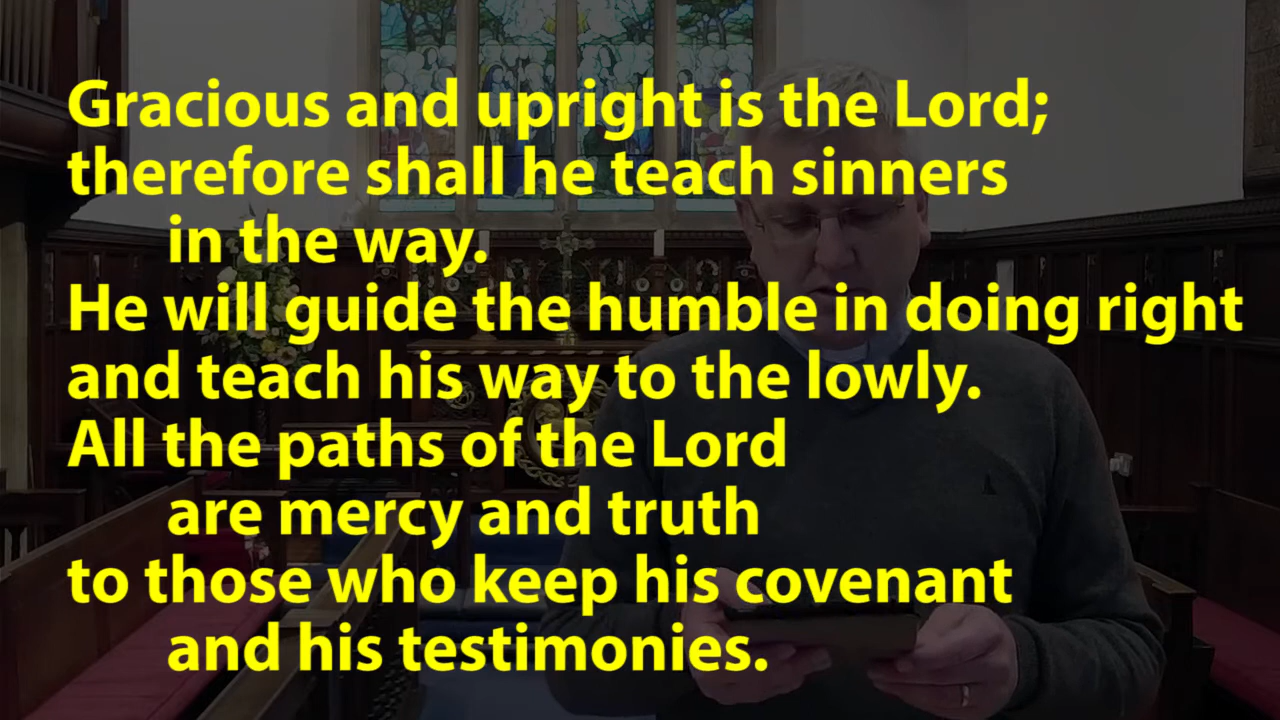 Gracious and upright is the Lord;
therefore shall he teach sinners
in the way.
He will guide the humble in doing right
and teach his way to the lowly.
All the paths of the Lord
are mercy and truth
to those who keep his covenant
and his testimonies.